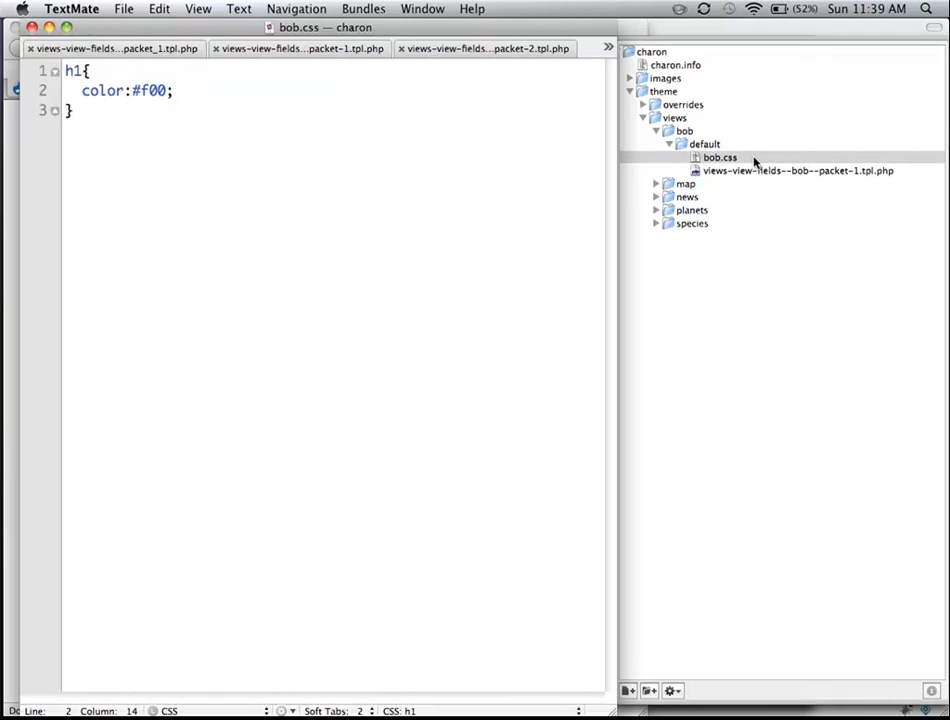 TextMate File Edit View Text Navigation Bundles Window Help (52%) Sun 11:39 AM
bob.css — charon
views-view-fields...packet_1.tpl.php views-view-fields...packet-1.tpl.php views-view-fields...packet-2.tpl.php »
1 h1{
2 color:#f00;
3 }
charon
charon.info
images
theme
overrides
views
bob
default
bob.css
views-view-fields--bob--packet-1.tpl.php
map
news
planets
species
Line: 2 Column: 14 CSS Soft Tabs: 2 CSS: h1